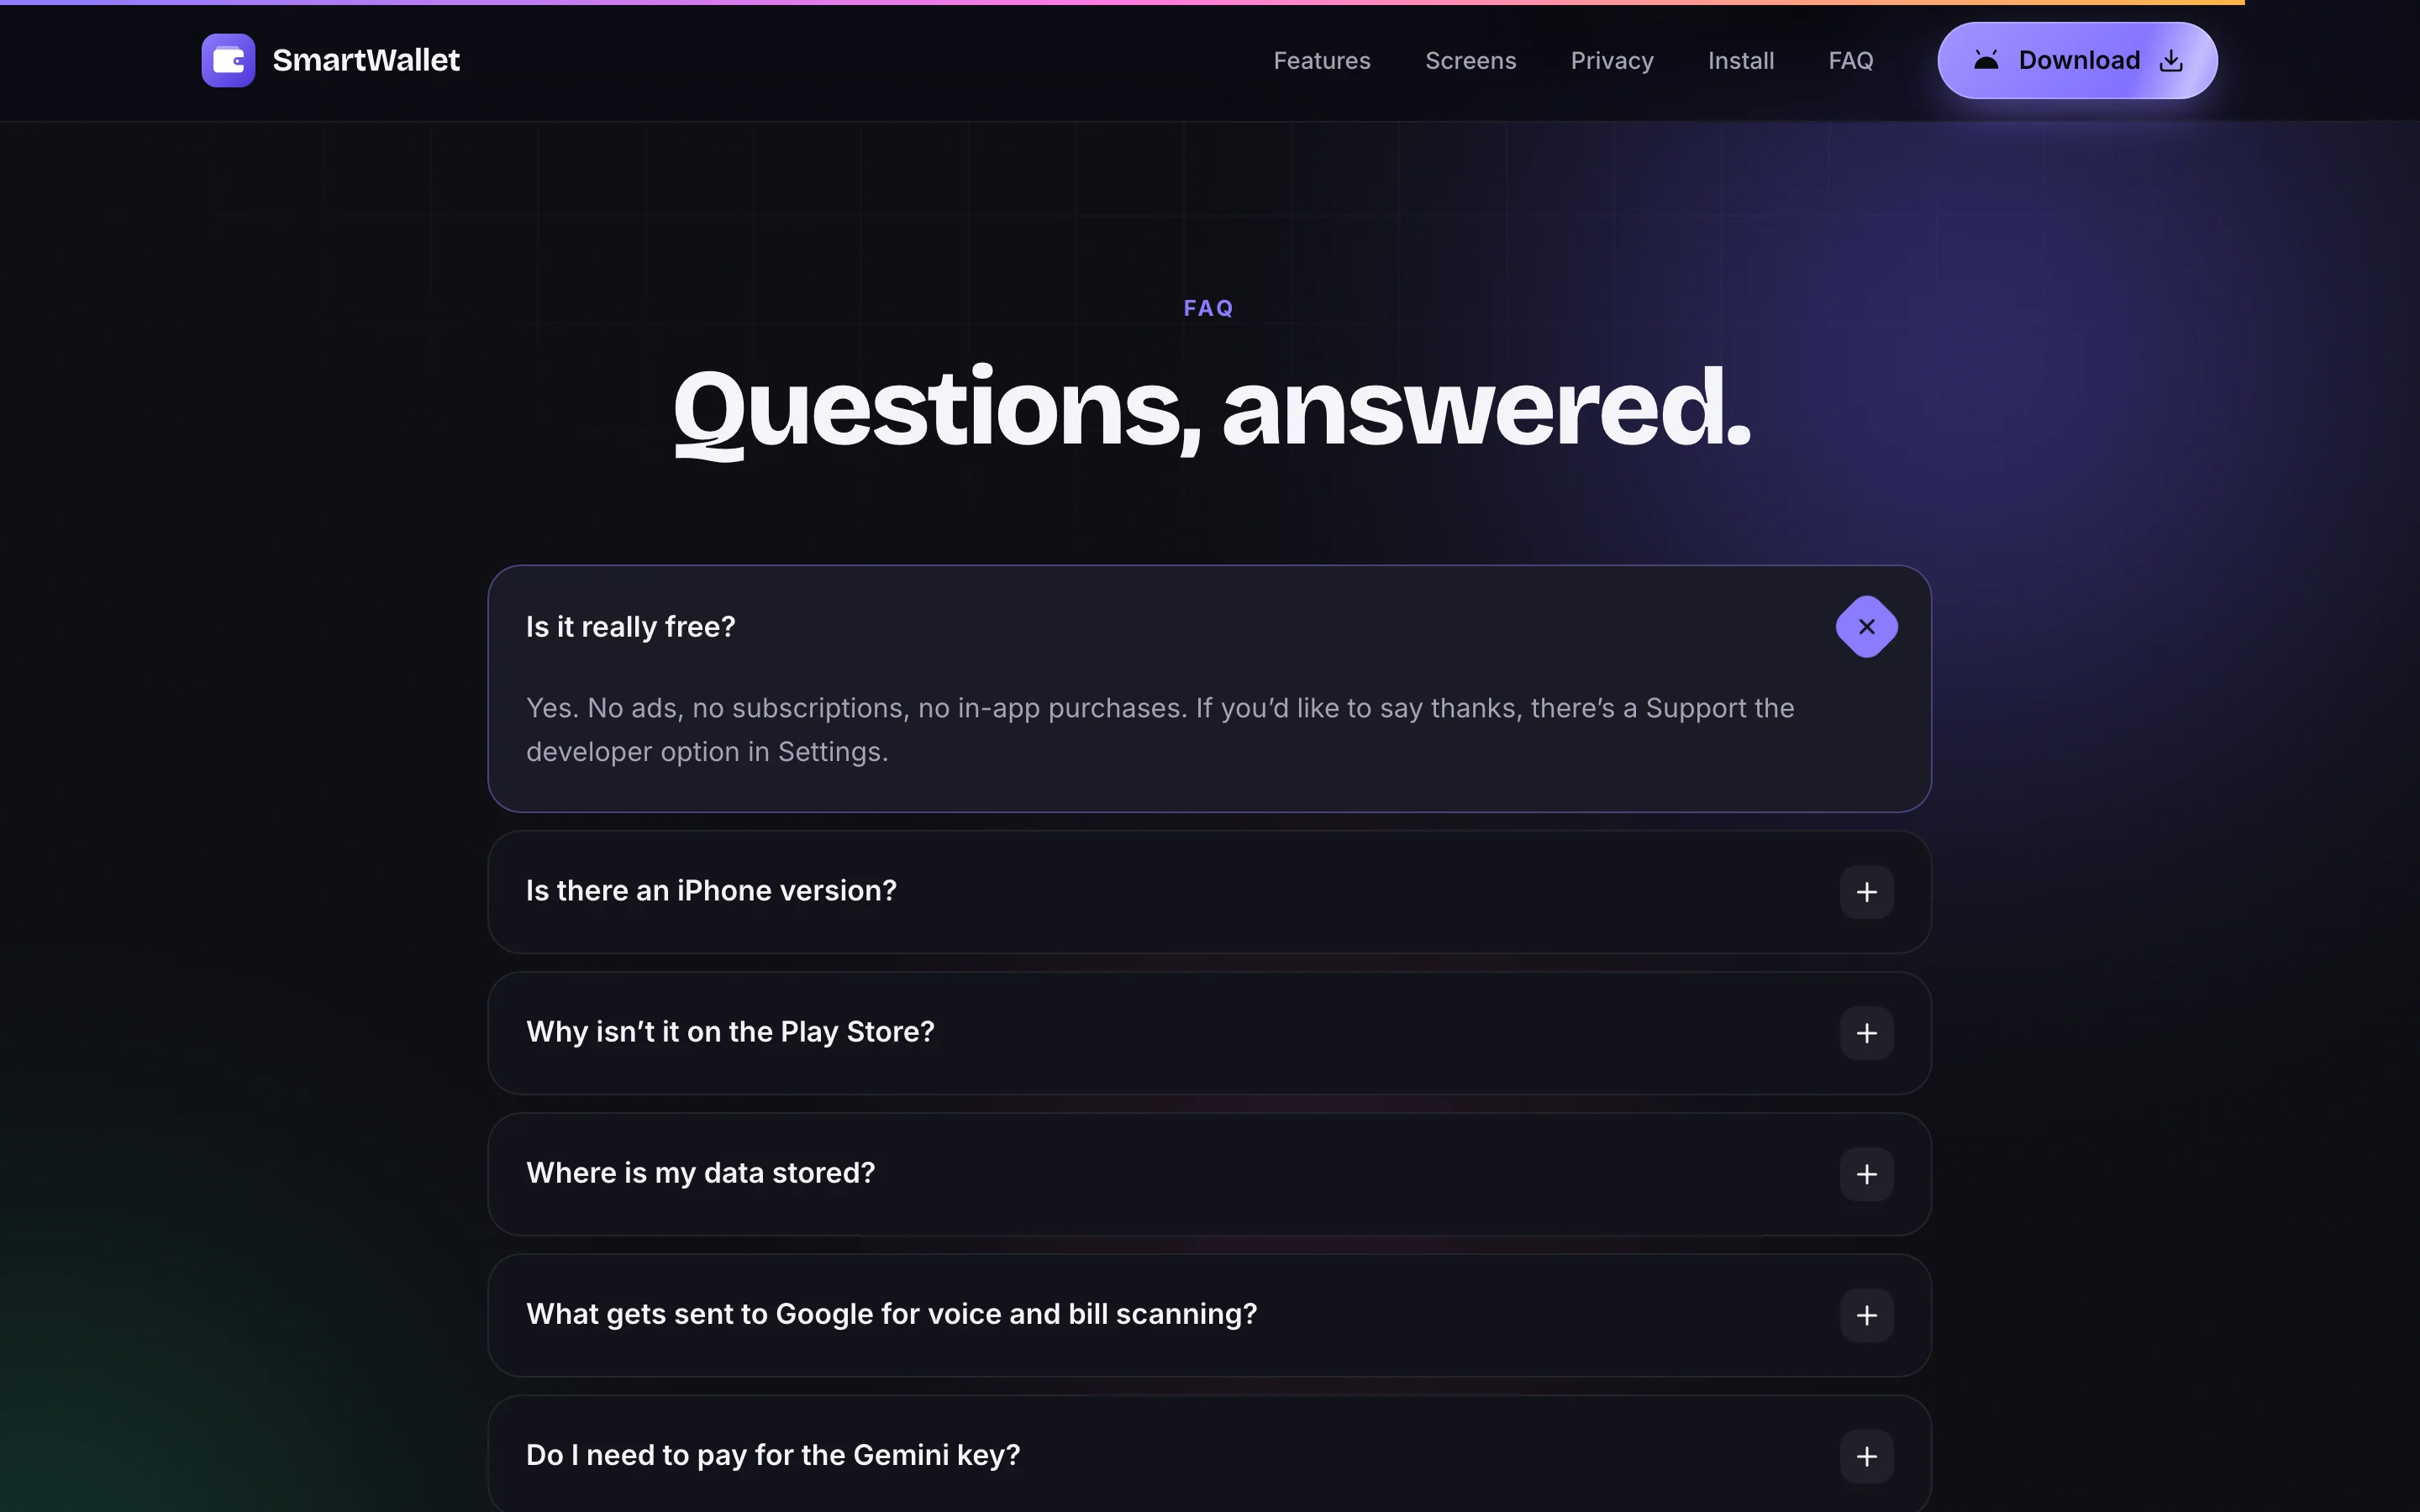 SmartWallet
Features
Screens
Privacy
Install
FAQ
Download
FAQ
Questions, answered.
Is it really free?
Yes. No ads, no subscriptions, no in-app purchases. If you’d like to say thanks, there’s a Support the
developer option in Settings.
Is there an iPhone version?
Why isn’t it on the Play Store?
Where is my data stored?
What gets sent to Google for voice and bill scanning?
Do I need to pay for the Gemini key?